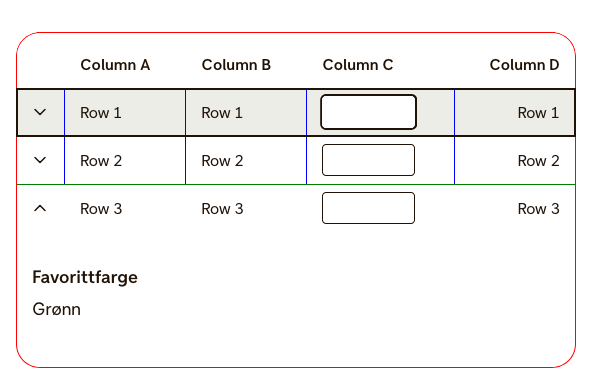 Column A Column B Column C Column D
Row 1 Row 1 Row 1
Row 2 Row 2 Row 2
Row 3 Row 3 Row 3
Favorittfarge
Grønn